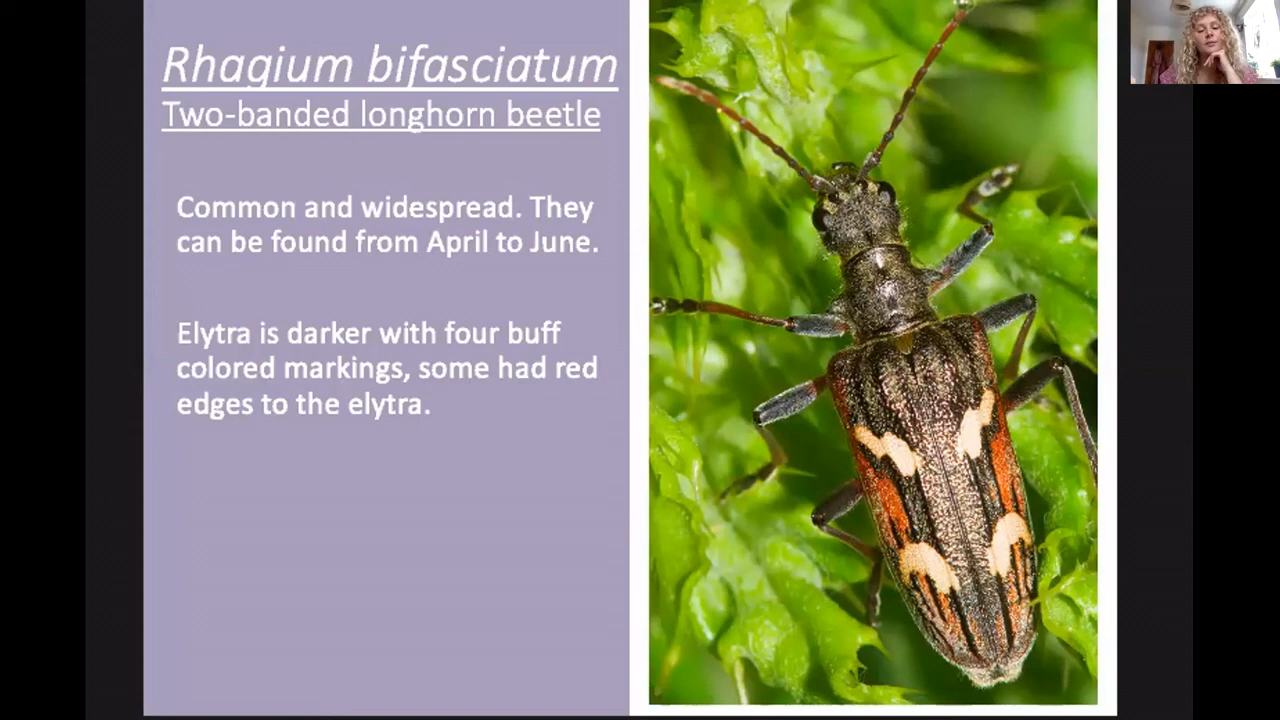 Rhagium bifasciatum
Two-banded longhorn beetle
Common and widespread. They
can be found from April to June.
Elytra is darker with four buff
colored markings, some had red
edges to the elytra.